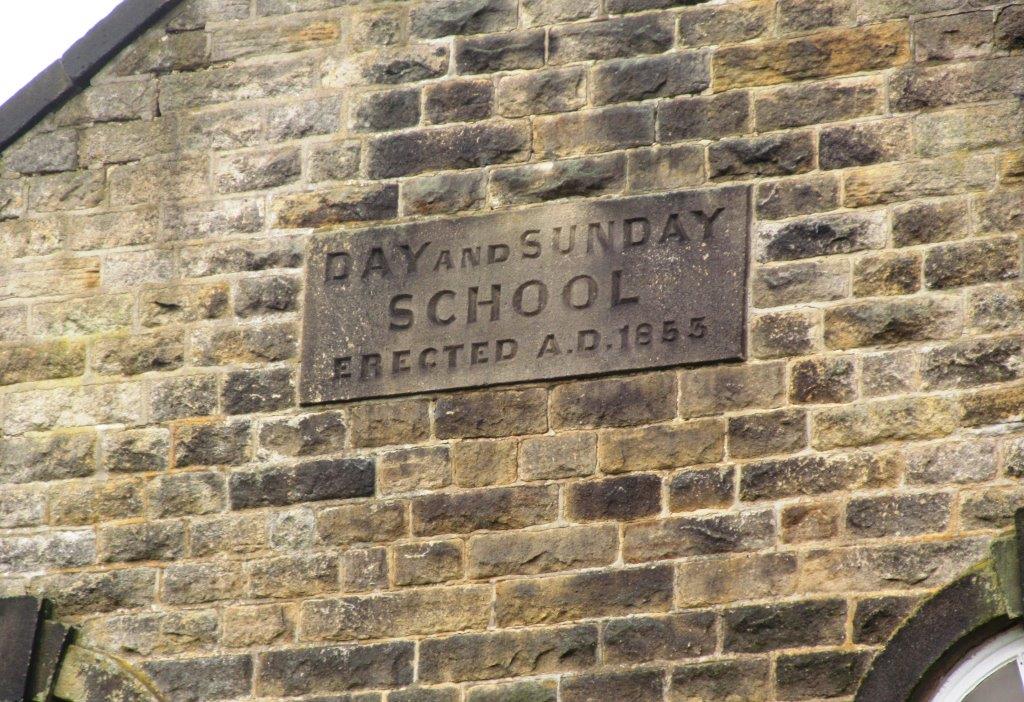 DAY AND SUNDAY
SCHOOL
ERECTED A.D. 1853